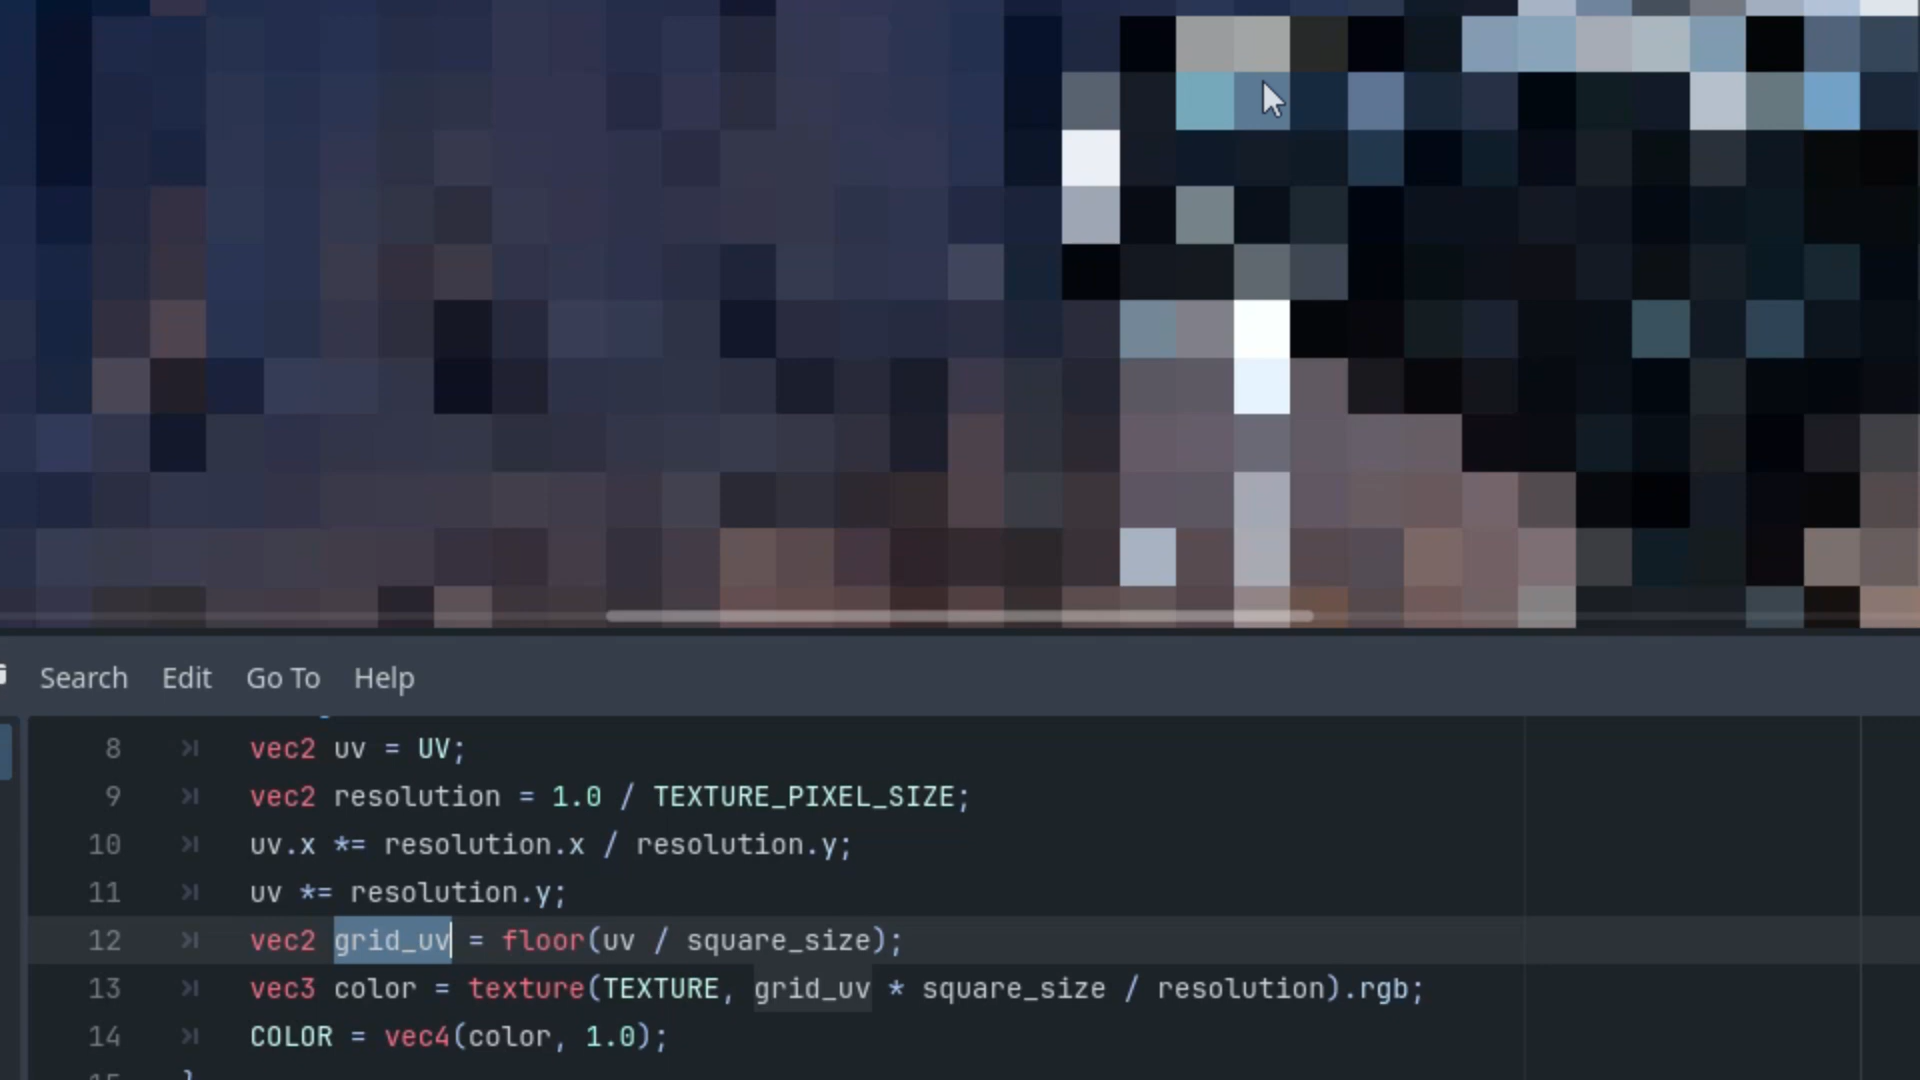 Search Edit Go To Help
8 vec2 uv = UV;
9 vec2 resolution = 1.0 / TEXTURE_PIXEL_SIZE;
10 uv.x *= resolution.x / resolution.y;
11 uv *= resolution.y;
12 vec2 grid_uv = floor(uv / square_size);
13 vec3 color = texture(TEXTURE, grid_uv * square_size / resolution).rgb;
14 COLOR = vec4(color, 1.0);
15 }